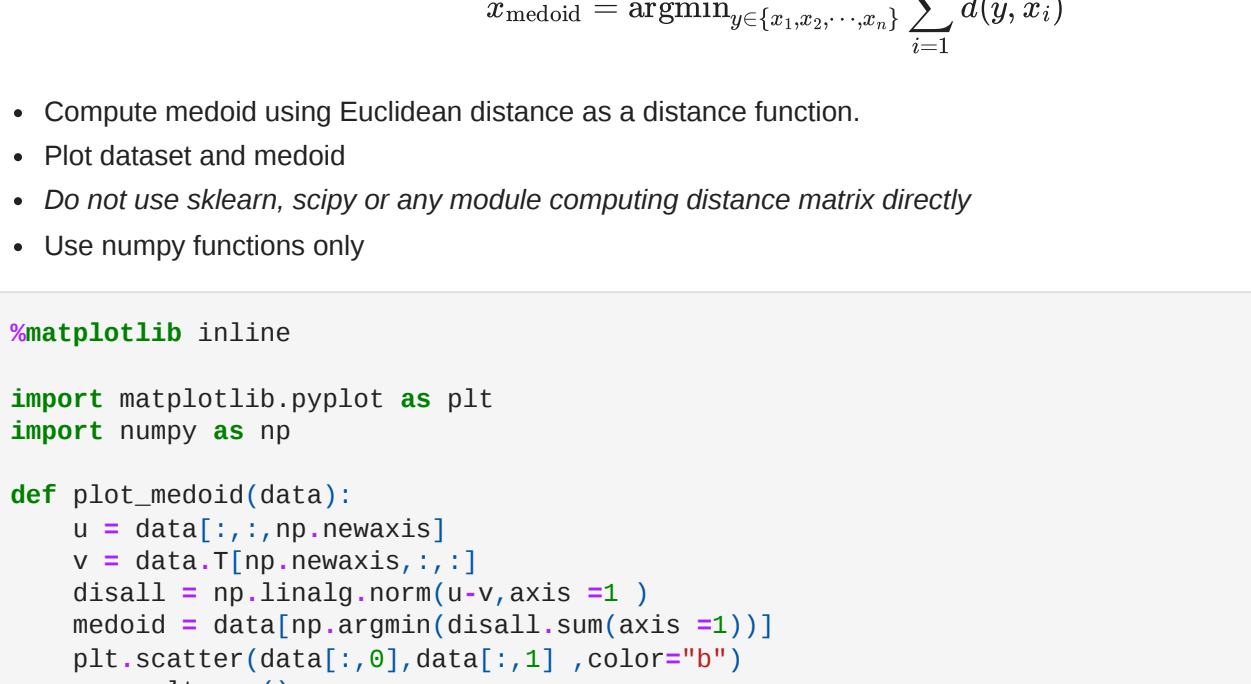 x_medoid = argmin_{y∈{x_1,x_2,⋯,x_n}} ∑_{i=1} d(y, x_i)
• Compute medoid using Euclidean distance as a distance function.
• Plot dataset and medoid
• Do not use sklearn, scipy or any module computing distance matrix directly
• Use numpy functions only
%matplotlib inline
import matplotlib.pyplot as plt
import numpy as np
def plot_medoid(data):
    u = data[:,:,np.newaxis]
    v = data.T[np.newaxis,:,:]
    disall = np.linalg.norm(u-v,axis =1 )
    medoid = data[np.argmin(disall.sum(axis =1))]
    plt.scatter(data[:,0],data[:,1] ,color="b")